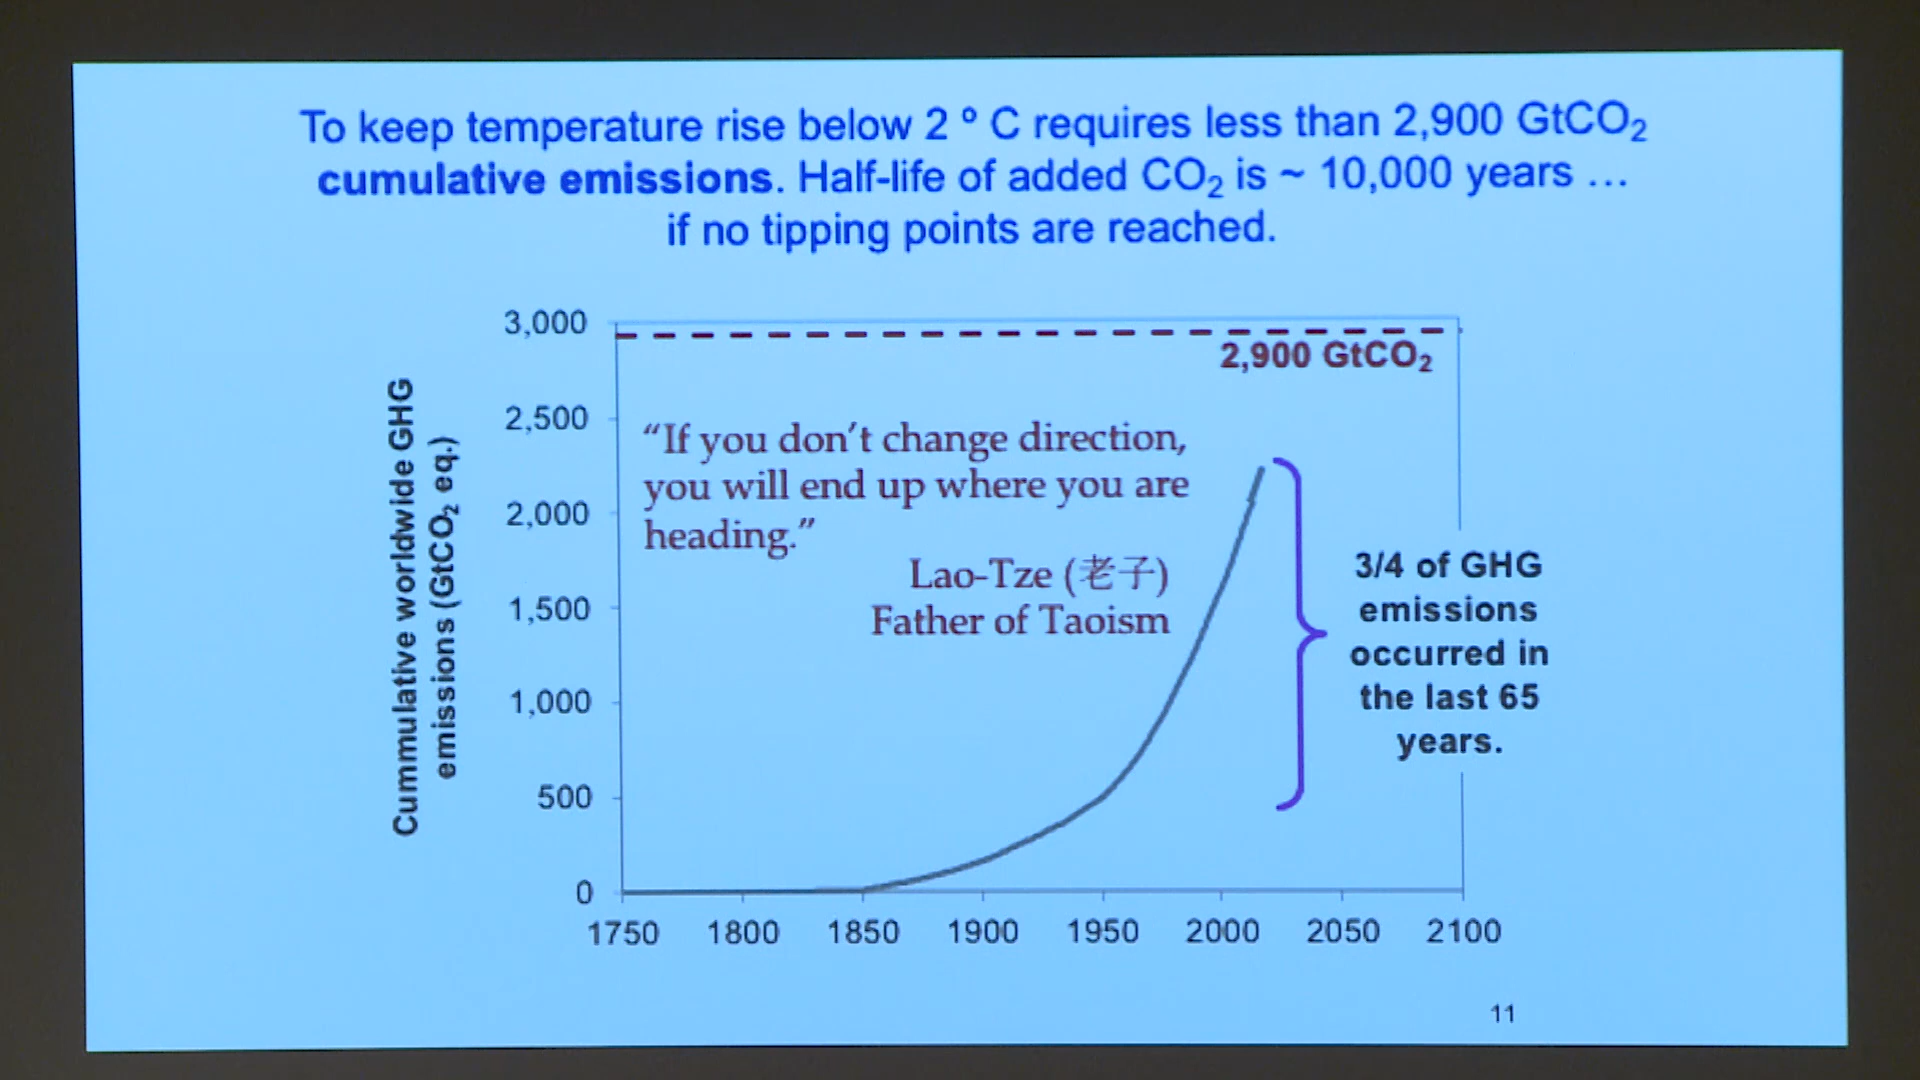 To keep temperature rise below 2 º C requires less than 2,900 GtCO₂
cumulative emissions. Half-life of added CO₂ is ~ 10,000 years …
if no tipping points are reached.
3,000
2,900 GtCO₂
2,500
2,000
1,500
1,000
500
0
Cummulative worldwide GHG
emissions (GtCO₂ eq.)
“If you don’t change direction,
you will end up where you are
heading.”
Lao-Tze (老子)
Father of Taoism
3/4 of GHG
emissions
occurred in
the last 65
years.
1750 1800 1850 1900 1950 2000 2050 2100
11